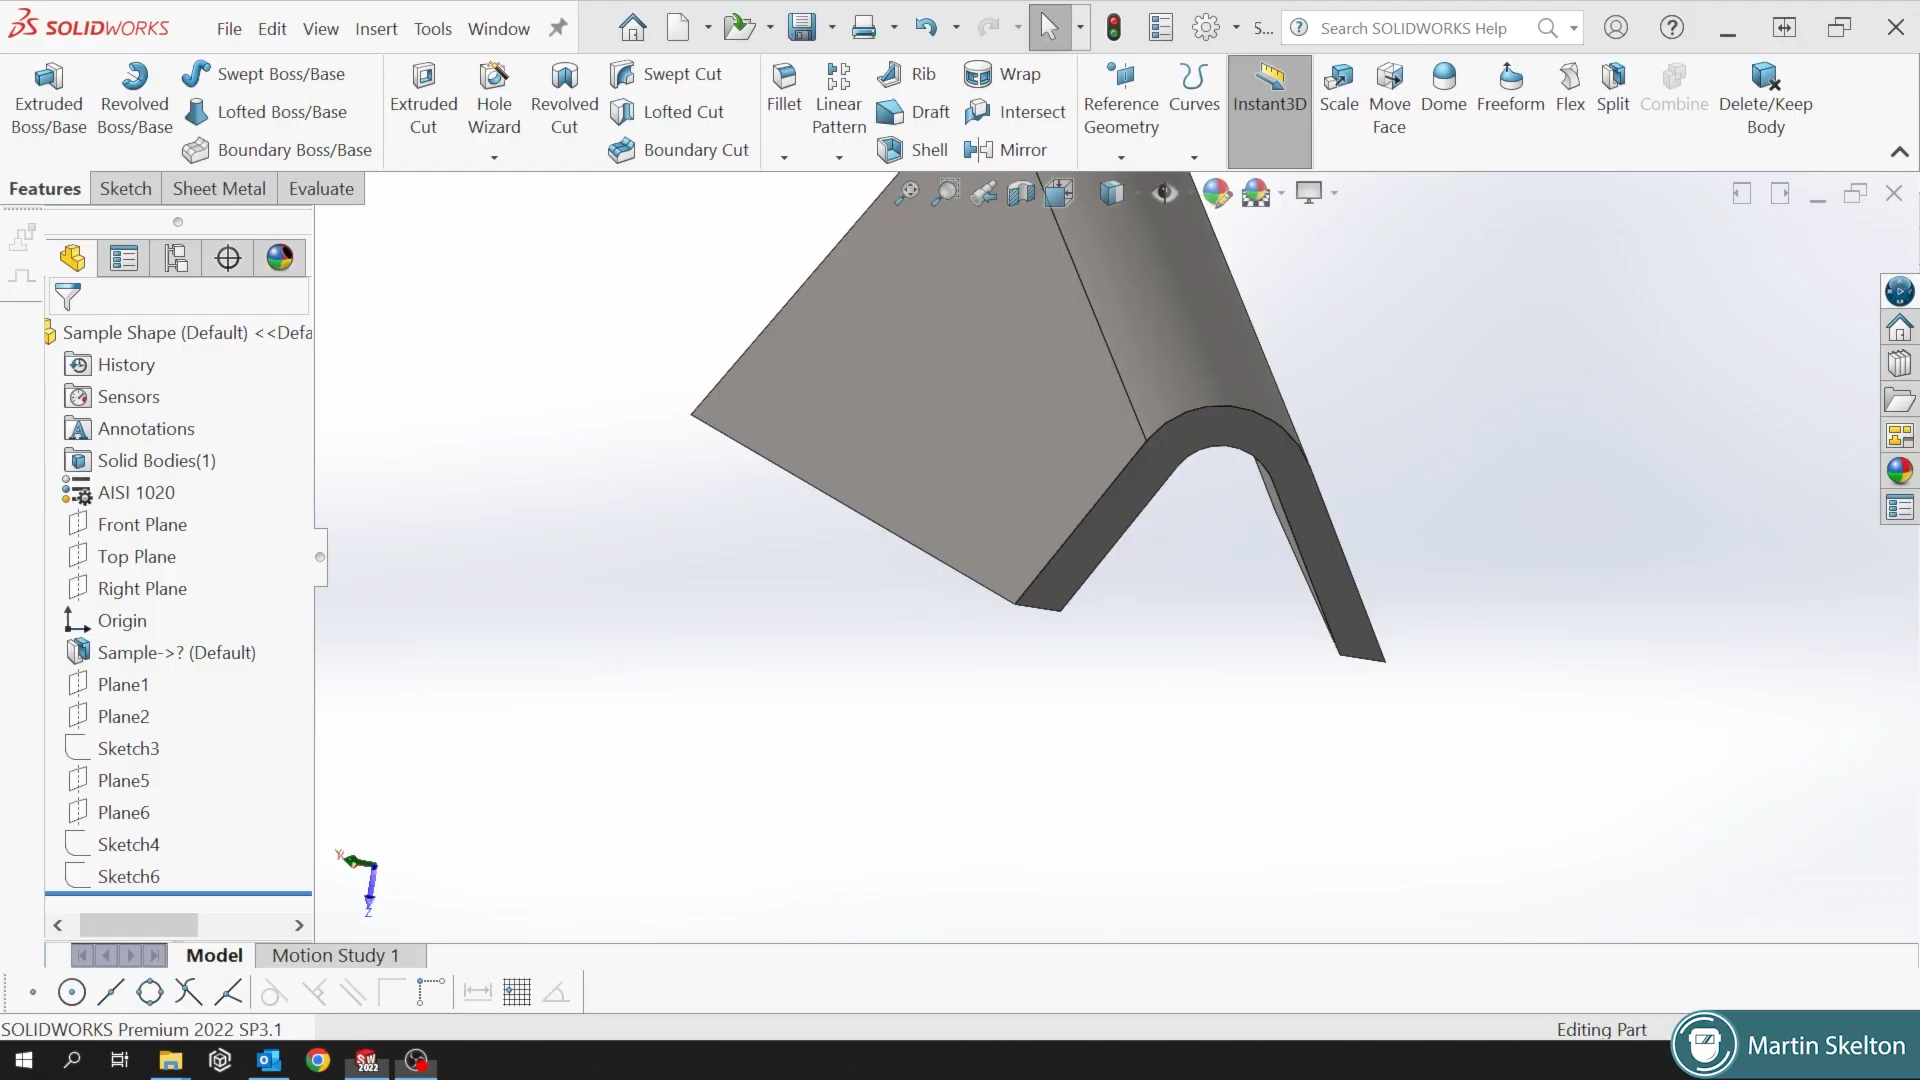 SOLIDWORKS File Edit View Insert Tools Window S... Search SOLIDWORKS Help
Extruded Boss/Base
Revolved Boss/Base
Swept Boss/Base
Lofted Boss/Base
Boundary Boss/Base
Extruded Cut
Hole Wizard
Revolved Cut
Swept Cut
Lofted Cut
Boundary Cut
Fillet
Linear Pattern
Rib
Draft
Shell
Wrap
Intersect
Mirror
Reference Geometry
Curves
Instant3D
Scale
Move Face
Dome
Freeform
Flex
Split
Combine
Delete/Keep Body
Features Sketch Sheet Metal Evaluate
Sample Shape (Default) <<Defa
History
Sensors
Annotations
Solid Bodies(1)
AISI 1020
Front Plane
Top Plane
Right Plane
Origin
Sample->? (Default)
Plane1
Plane2
Sketch3
Plane5
Plane6
Sketch4
Sketch6
Z
Model Motion Study 1
SOLIDWORKS Premium 2022 SP3.1 Editing Part
SW
2022
Martin Skelton